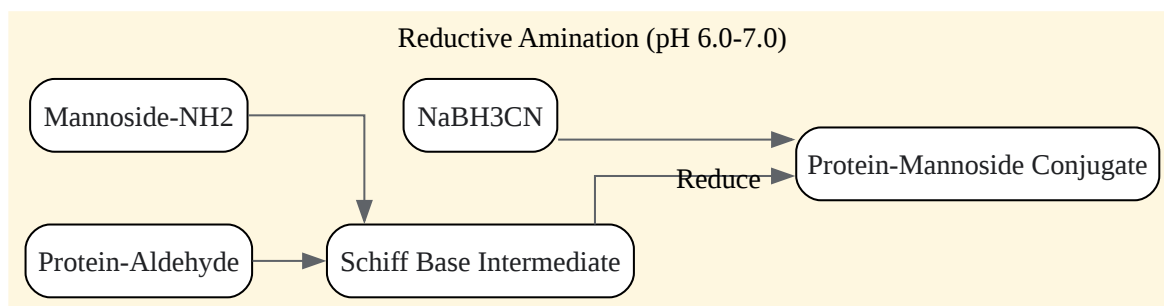 Reductive Amination (pH 6.0-7.0)
Mannoside-NH2
NaBH3CN
Protein-Mannoside Conjugate
Reduce
Protein-Aldehyde
Schiff Base Intermediate